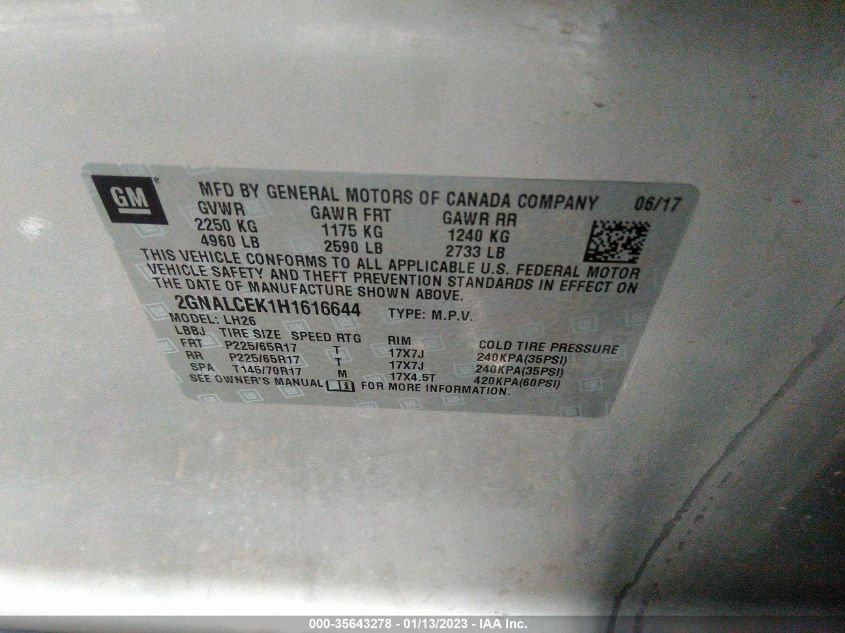 GM
MFD BY GENERAL MOTORS OF CANADA COMPANY 06/17
GVWR GAWR FRT GAWR RR
2250 KG 1175 KG 1240 KG
4960 LB 2590 LB 2733 LB
THIS VEHICLE CONFORMS TO ALL APPLICABLE U.S. FEDERAL MOTOR
VEHICLE SAFETY AND THEFT PREVENTION STANDARDS IN EFFECT ON
THE DATE OF MANUFACTURE SHOWN ABOVE.
2GNALCEK1H1616644 TYPE: M.P.V.
MODEL: LH26
LBBJ TIRE SIZE SPEED RTG RIM COLD TIRE PRESSURE
FRT P225/65R17 T 17X7J 240KPA(35PSI)
RR P225/65R17 T 17X7J 240KPA(35PSI)
SPA T145/70R17 M 17X4.5T 420KPA(60PSI)
SEE OWNER'S MANUAL FOR MORE INFORMATION.
000-35643278 - 01/13/2023 - IAA Inc.